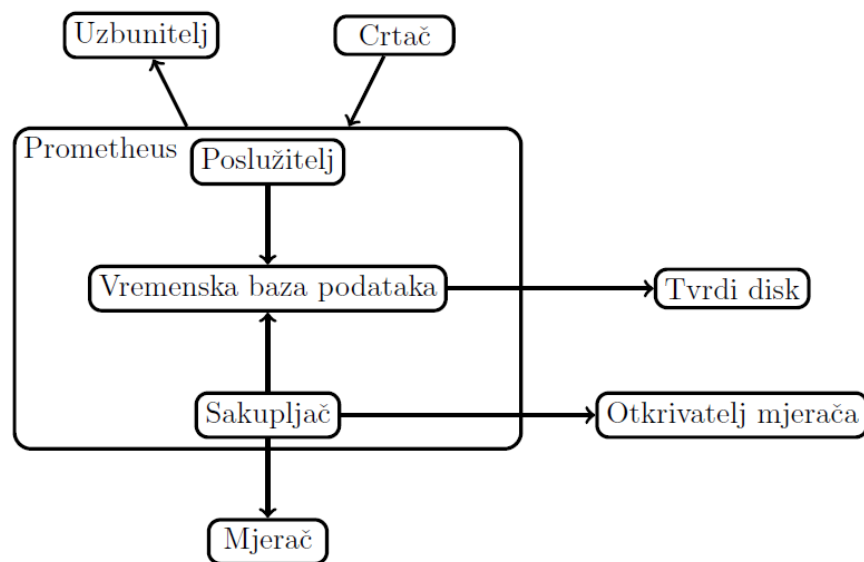 Uzbunitelj
Crtač
Prometheus
Poslužitelj
Vremenska baza podataka
Tvrdi disk
Sakupljač
Otkrivatelj mjerača
Mjerač